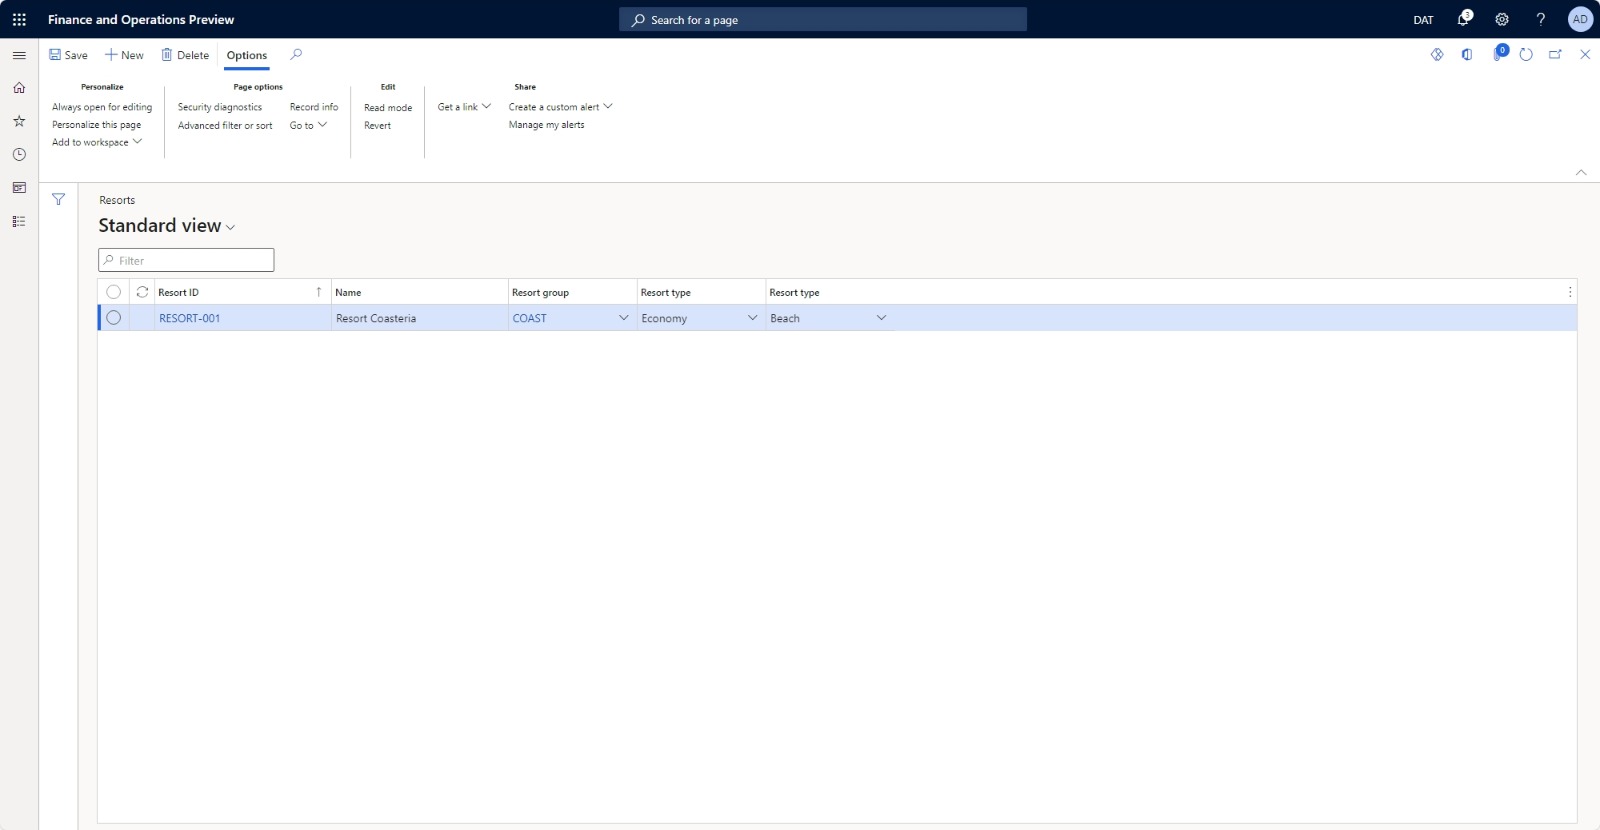 Finance and Operations Preview
Search for a page
DAT
3
?
AD
Save
New
Delete
Options
0
Personalize
Always open for editing
Personalize this page
Add to workspace
Page options
Security diagnostics
Advanced filter or sort
Record info
Go to
Edit
Read mode
Revert
Get a link
Share
Create a custom alert
Manage my alerts
Resorts
Standard view
Filter
Resort ID Name Resort group Resort type Resort type
RESORT-001 Resort Coasteria COAST Economy Beach